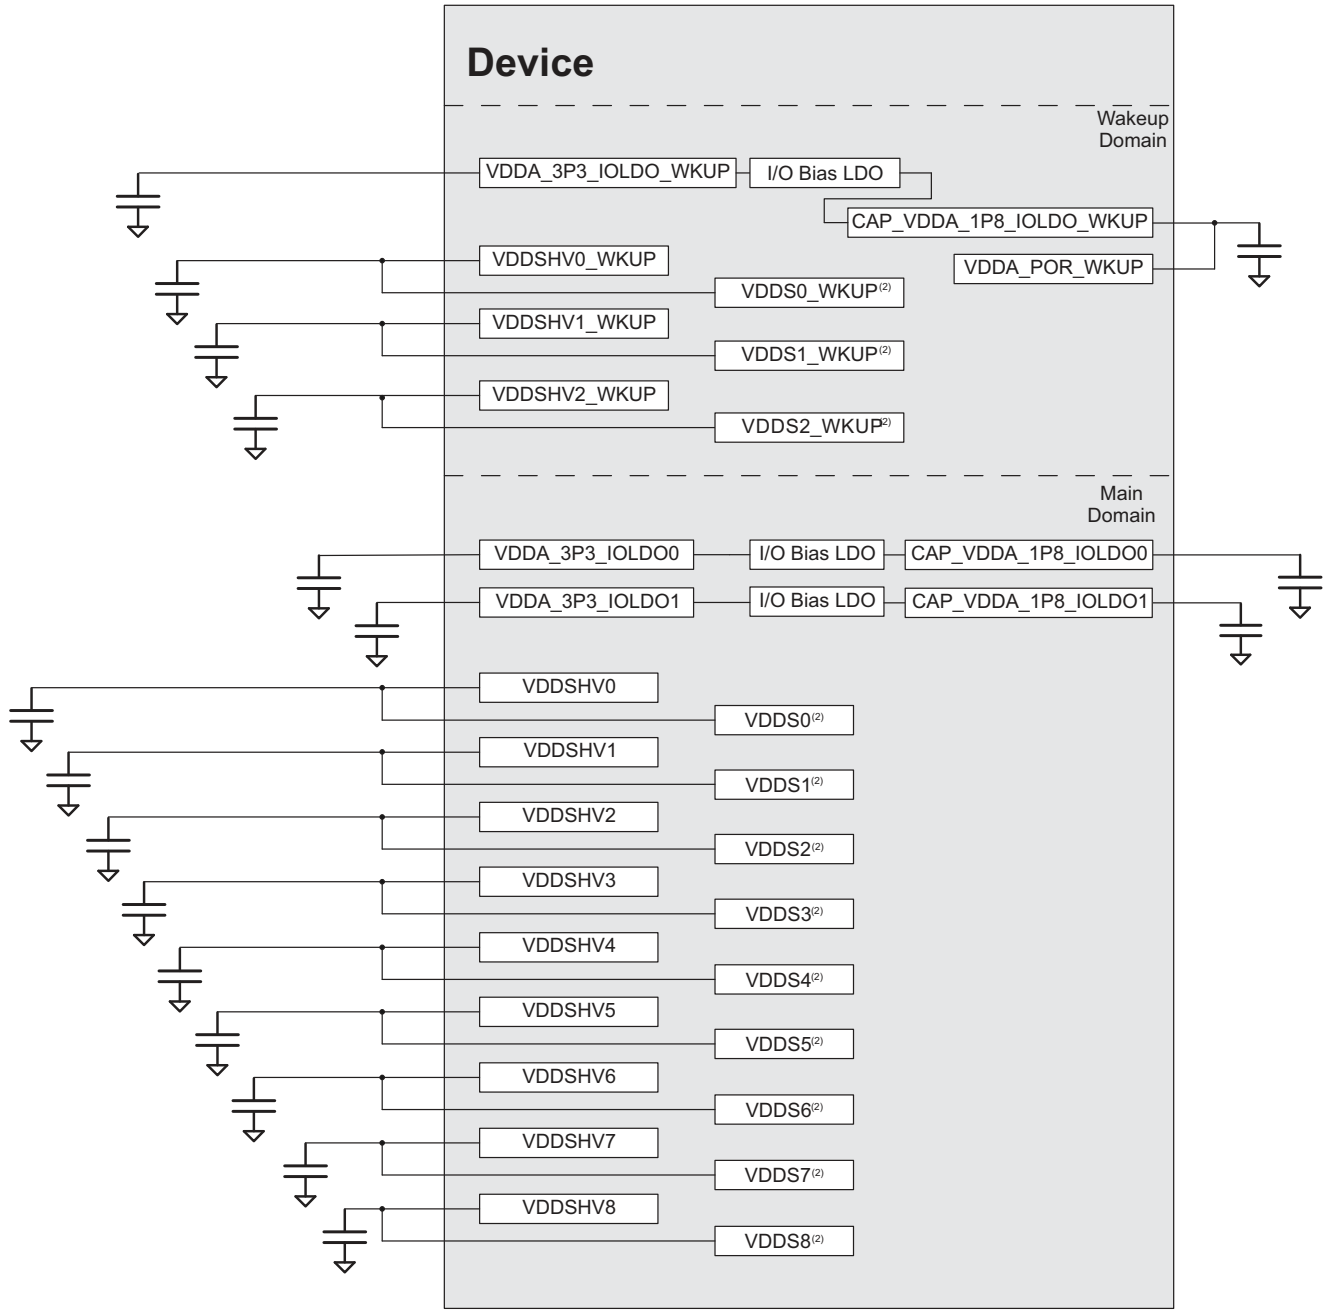 Device
Wakeup
Domain
VDDA_3P3_IOLDO_WKUP
I/O Bias LDO
CAP_VDDA_1P8_IOLDO_WKUP
VDDSHV0_WKUP
VDDA_POR_WKUP
VDDS0_WKUP(2)
VDDSHV1_WKUP
VDDS1_WKUP(2)
VDDSHV2_WKUP
VDDS2_WKUP(2)
Main
Domain
VDDA_3P3_IOLDO0
I/O Bias LDO
CAP_VDDA_1P8_IOLDO0
VDDA_3P3_IOLDO1
I/O Bias LDO
CAP_VDDA_1P8_IOLDO1
VDDSHV0
VDDS0(2)
VDDSHV1
VDDS1(2)
VDDSHV2
VDDS2(2)
VDDSHV3
VDDS3(2)
VDDSHV4
VDDS4(2)
VDDSHV5
VDDS5(2)
VDDSHV6
VDDS6(2)
VDDSHV7
VDDS7(2)
VDDSHV8
VDDS8(2)